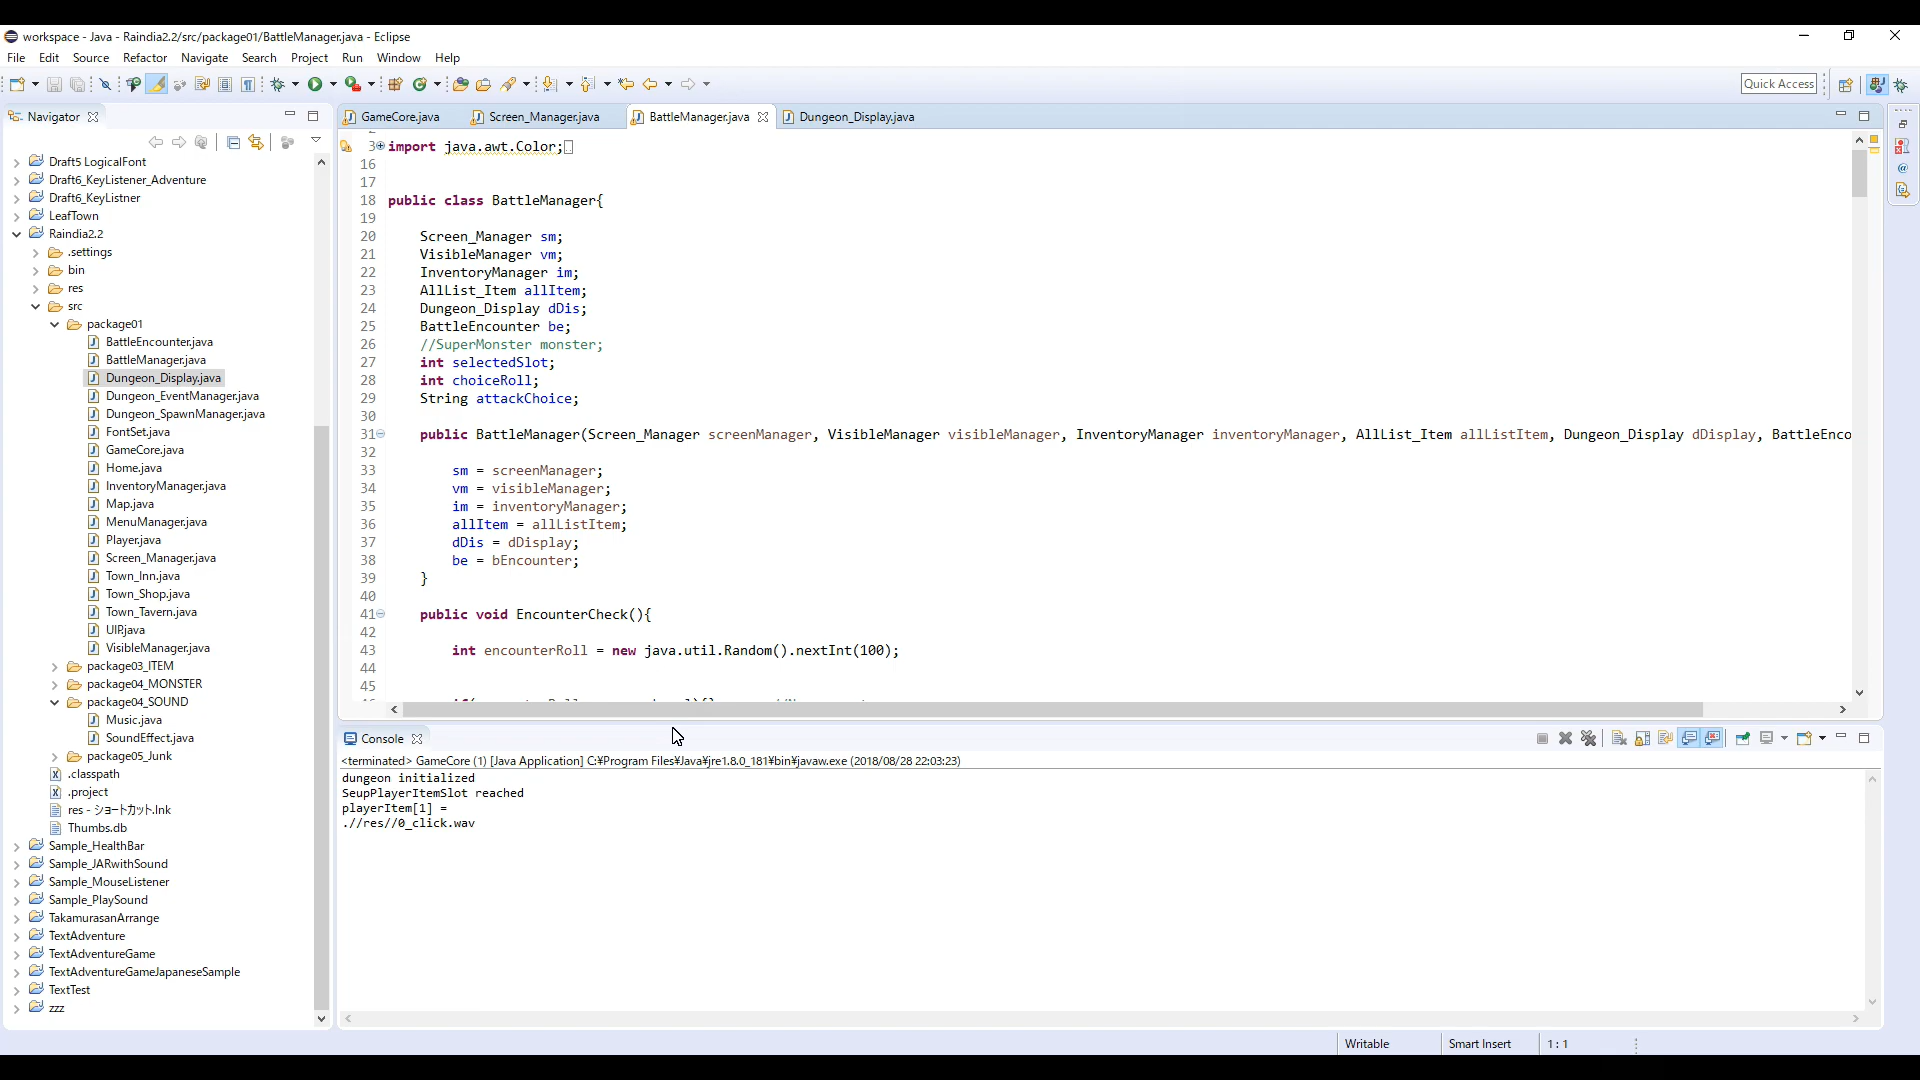 workspace - Java - Raindia2.2/src/package01/BattleManager.java - Eclipse
File Edit Source Refactor Navigate Search Project Run Window Help
Quick Access
Navigator
Draft5 LogicalFont
Draft6_KeyListener_Adventure
Draft6_KeyListner
LeafTown
Raindia2.2
.settings
bin
res
src
package01
BattleEncounter.java
BattleManager.java
Dungeon_Display.java
Dungeon_EventManager.java
Dungeon_SpawnManager.java
FontSet.java
GameCore.java
Home.java
InventoryManager.java
Map.java
MenuManager.java
Player.java
Screen_Manager.java
Town_Inn.java
Town_Shop.java
Town_Tavern.java
UIP.java
VisibleManager.java
package03_ITEM
package04_MONSTER
package04_SOUND
Music.java
SoundEffect.java
package05_Junk
.classpath
.project
res - ショートカット.lnk
Thumbs.db
Sample_HealthBar
Sample_JARwithSound
Sample_MouseListener
Sample_PlaySound
TakamurasanArrange
TextAdventure
TextAdventureGame
TextAdventureGameJapaneseSample
TextTest
zzz
GameCore.java Screen_Manager.java BattleManager.java Dungeon_Display.java
3 import java.awt.Color;
16
17
18 public class BattleManager{
19
20 Screen_Manager sm;
21 VisibleManager vm;
22 InventoryManager im;
23 AllList_Item allItem;
24 Dungeon_Display dDis;
25 BattleEncounter be;
26 //SuperMonster monster;
27 int selectedSlot;
28 int choiceRoll;
29 String attackChoice;
30
31 public BattleManager(Screen_Manager screenManager, VisibleManager visibleManager, InventoryManager inventoryManager, AllList_Item allListItem, Dungeon_Display dDisplay, BattleEnco
32
33 sm = screenManager;
34 vm = visibleManager;
35 im = inventoryManager;
36 allItem = allListItem;
37 dDis = dDisplay;
38 be = bEncounter;
39 }
40
41 public void EncounterCheck(){
42
43 int encounterRoll = new java.util.Random().nextInt(100);
44
45
Console
<terminated> GameCore (1) [Java Application] C:¥Program Files¥Java¥jre1.8.0_181¥bin¥javaw.exe (2018/08/28 22:03:23)
dungeon initialized
SeupPlayerItemSlot reached
playerItem[1] =
.//res//0_click.wav
Writable Smart Insert 1 : 1